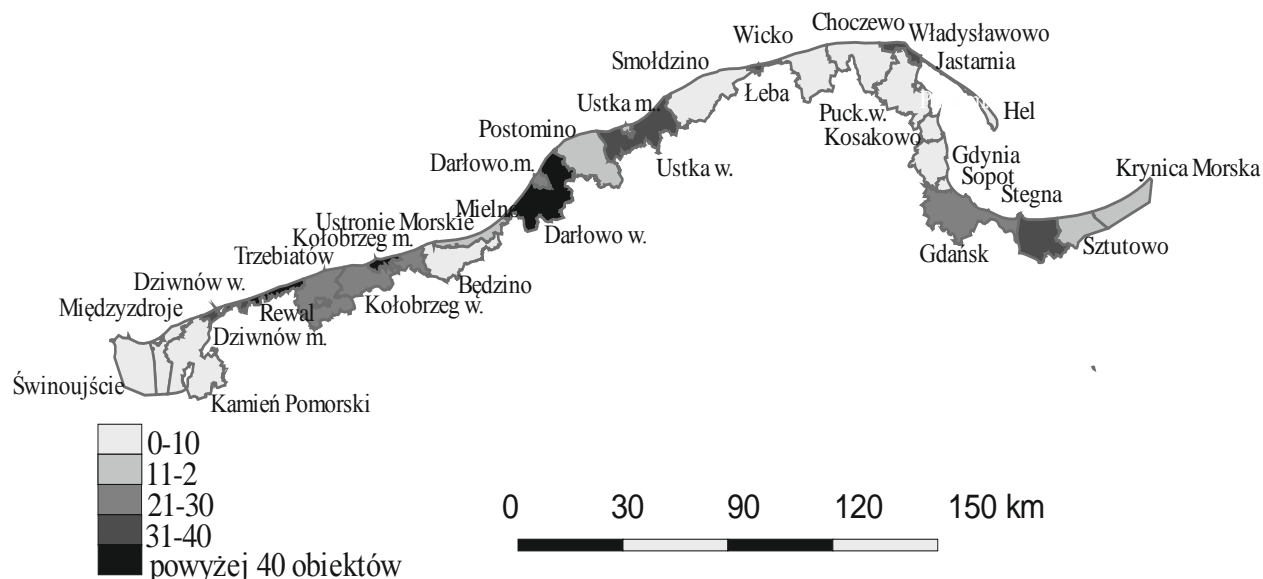 Choczewo
Władysławowo
Wicko
Jastarnia
Smołdzino
Łeba
Hel
Ustka m.
Puck.w.
Kosakowo
Postomino
Ustka w.
Gdynia
Krynica Morska
Darłowo.m.
Sopot
Stegna
Mielno
Ustronie Morskie
Darłowo w.
Kołobrzeg m.
Gdańsk
Sztutowo
Trzebiatów
Dziwnów w.
Będzino
Kołobrzeg w.
Międzyzdroje
Rewal
Dziwnów m.
Świnoujście
Kamień Pomorski
0-10
11-2
21-30
31-40
powyżej 40 obiektów
0 30 90 120 150 km